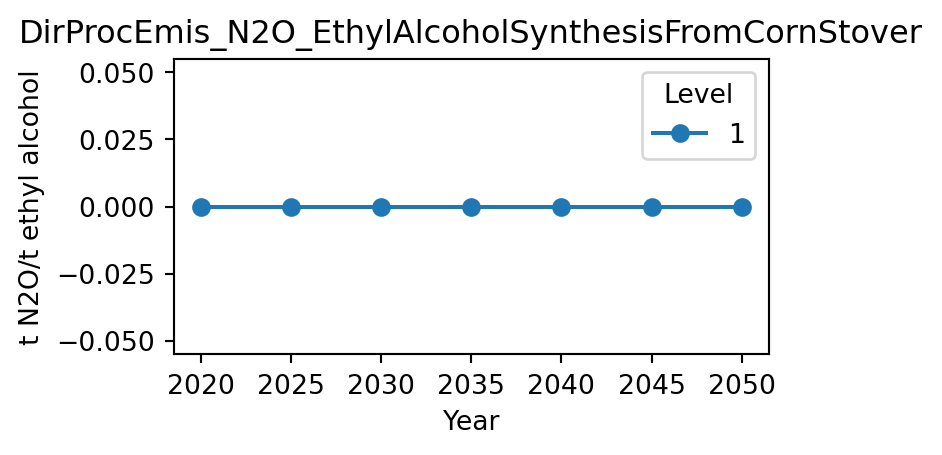 DirProcEmis_N2O_EthylAlcoholSynthesisFromCornStover
t N2O/t ethyl alcohol
0.050
0.025
0.000
−0.025
−0.050
Level
1
2020 2025 2030 2035 2040 2045 2050
Year